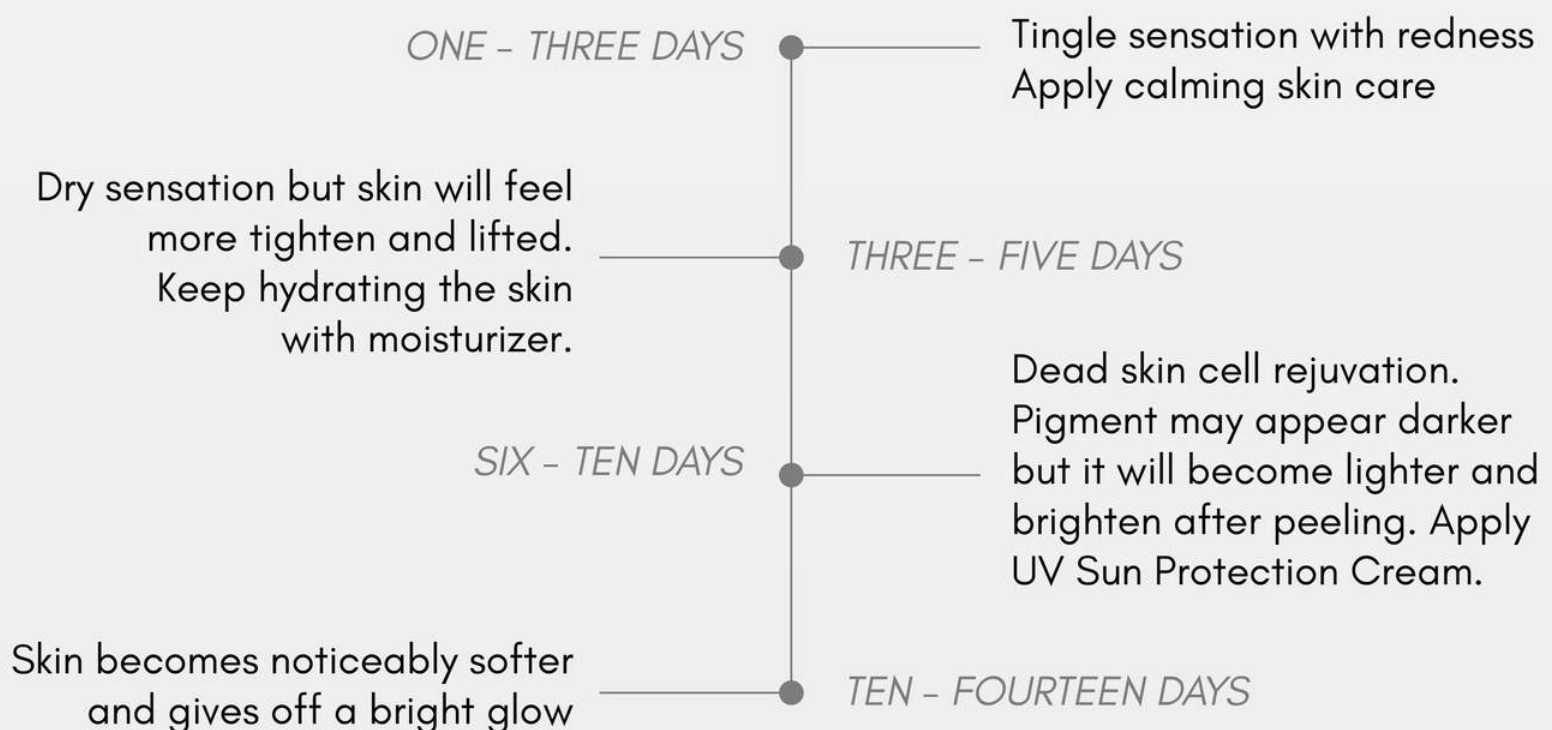 ONE – THREE DAYS
Tingle sensation with redness
Apply calming skin care
Dry sensation but skin will feel
more tighten and lifted.
Keep hydrating the skin
with moisturizer.
THREE – FIVE DAYS
SIX – TEN DAYS
Dead skin cell rejuvation.
Pigment may appear darker
but it will become lighter and
brighten after peeling. Apply
UV Sun Protection Cream.
Skin becomes noticeably softer
and gives off a bright glow
TEN – FOURTEEN DAYS